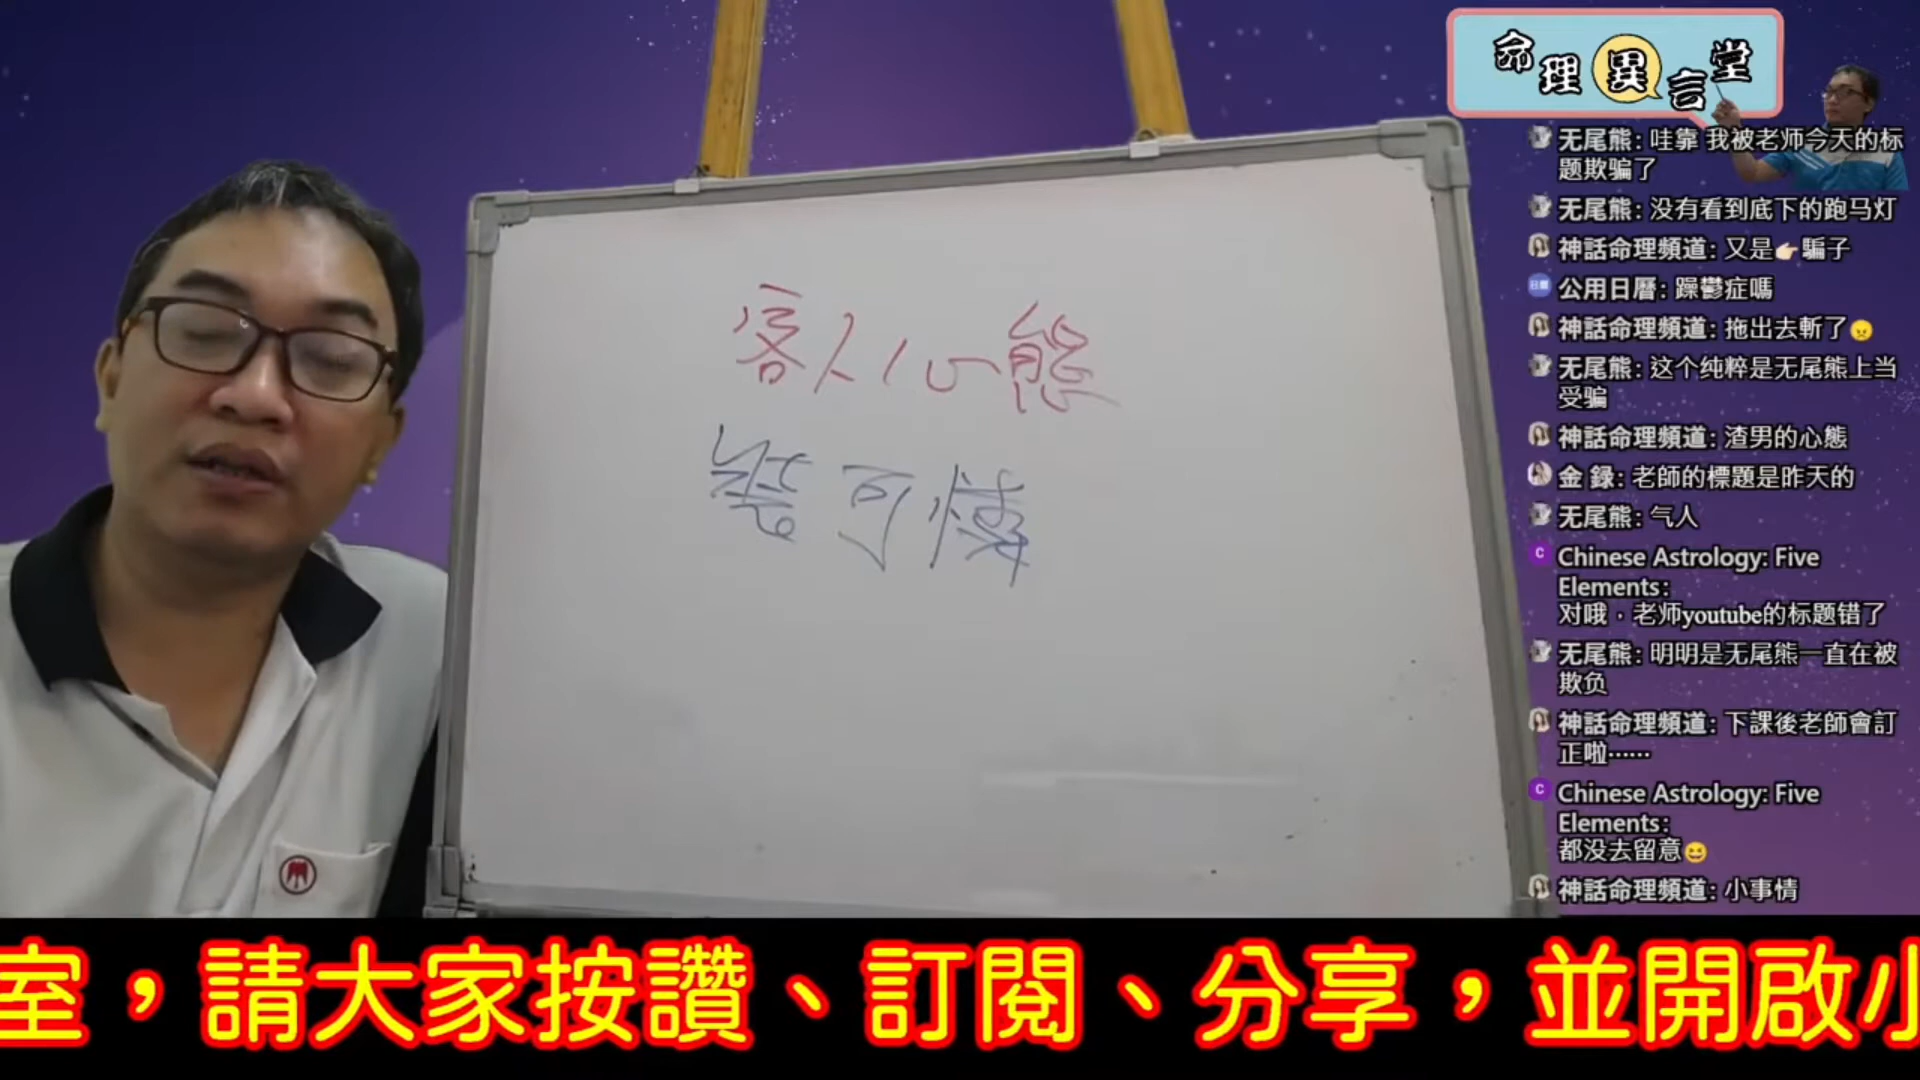 命理異言堂
客人心態
裝可憐
无尾熊: 哇靠 我被老师今天的标
题欺骗了
无尾熊: 没有看到底下的跑马灯
神話命理頻道: 又是👉🏻騙子
公用日曆: 躁鬱症嗎
神話命理頻道: 拖出去斬了😠
无尾熊: 这个纯粹是无尾熊上当
受骗
神話命理頻道: 渣男的心態
金 錄: 老師的標題是昨天的
无尾熊: 气人
Chinese Astrology: Five
Elements:
对哦，老师youtube的标题错了
无尾熊: 明明是无尾熊一直在被
欺负
神話命理頻道: 下課後老師會訂
正啦……
Chinese Astrology: Five
Elements:
都没去留意😆
神話命理頻道: 小事情
室，請大家按讚、訂閱、分享，並開啟小